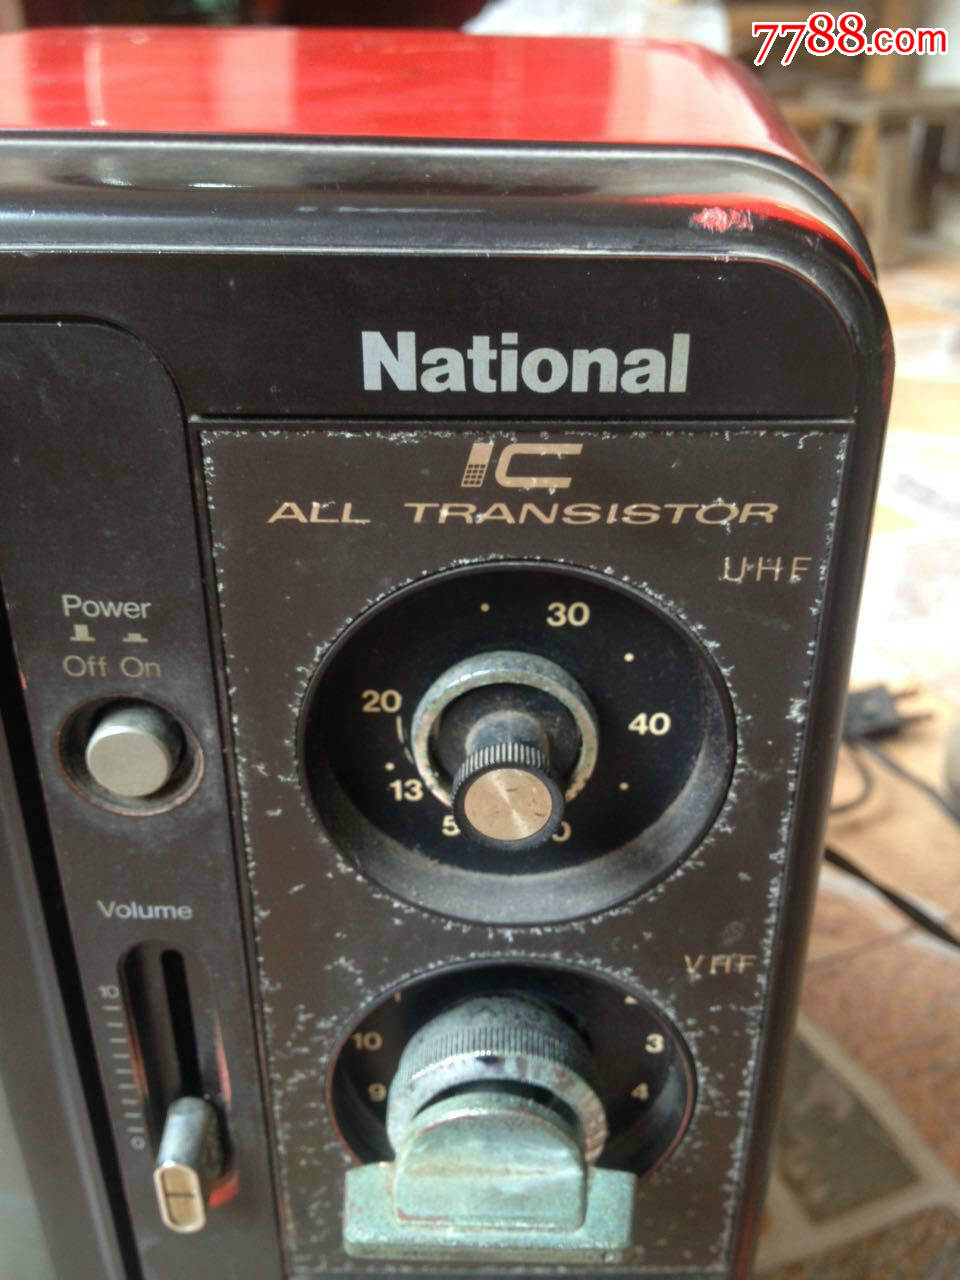 7788.com
National
IC
ALL TRANSISTOR
UHF
Power
Off On
30
20
40
13
Volume
VHF
10
10
3
9
4
0